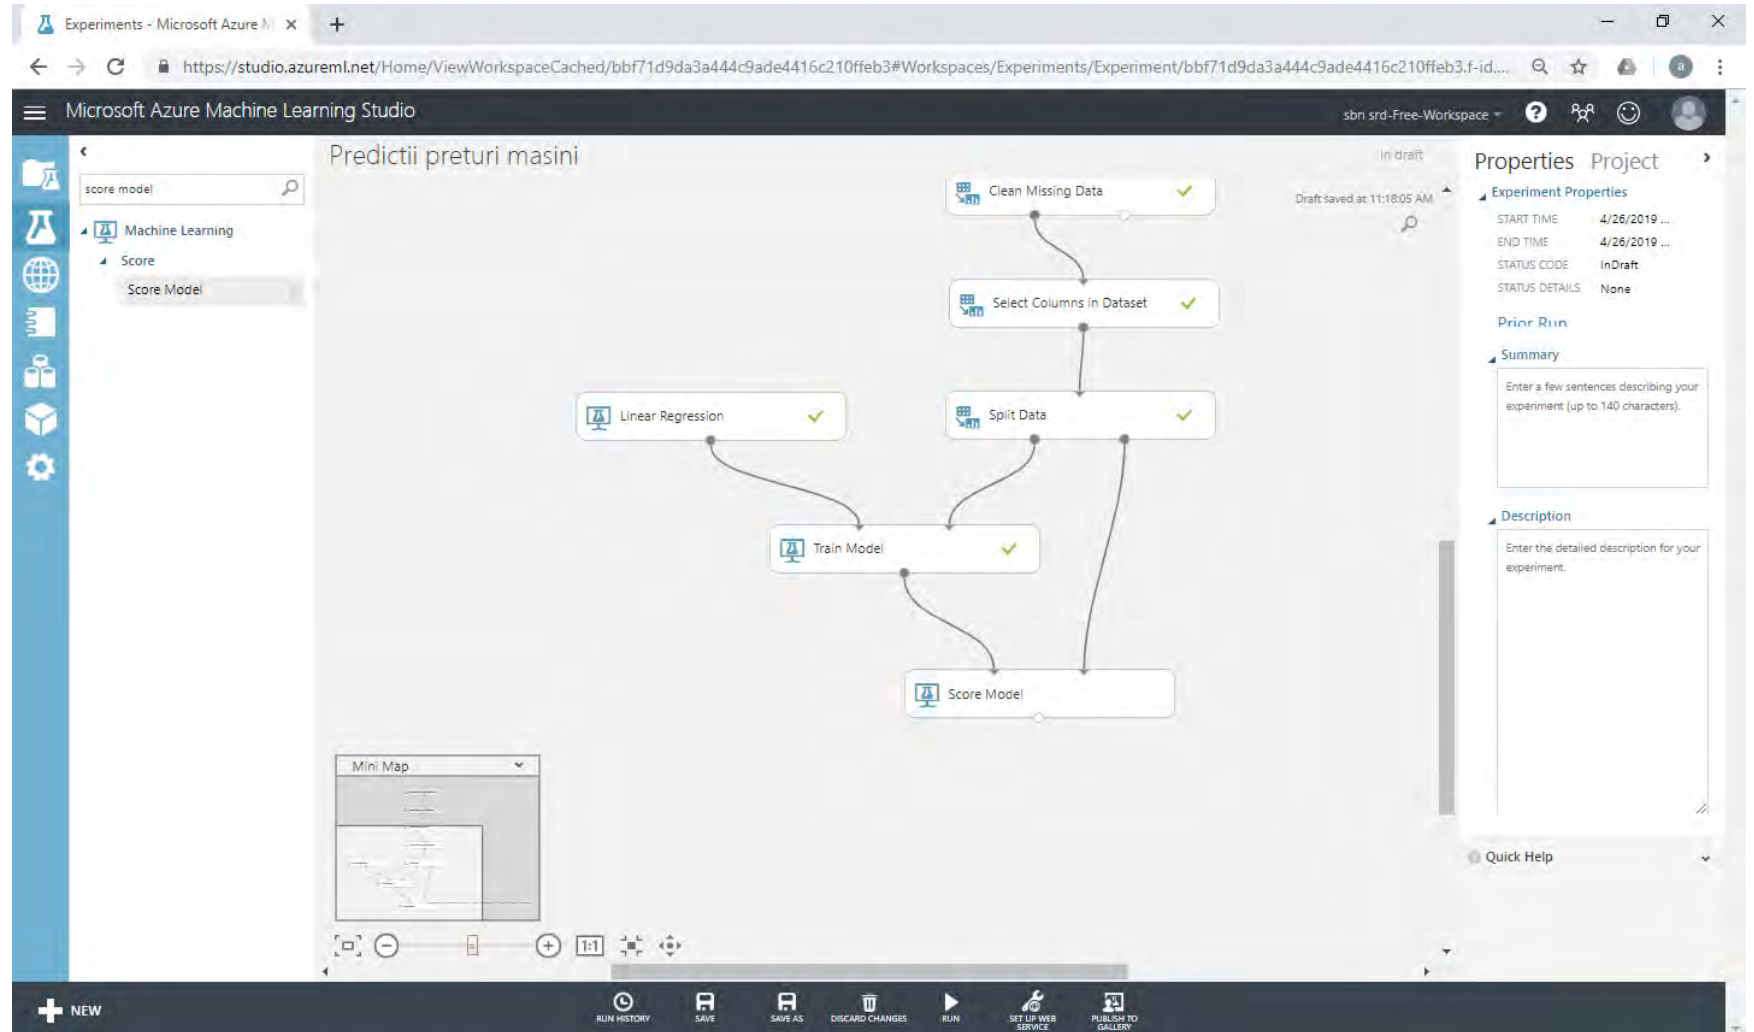 Experiments - Microsoft Azure M
https://studio.azureml.net/Home/ViewWorkspaceCached/bbf71d9da3a444c9ade4416c210ffeb3#Workspaces/Experiments/Experiment/bbf71d9da3a444c9ade4416c210ffeb3.f-id....
a
Microsoft Azure Machine Learning Studio
sbn srd-Free-Workspace
score model
Machine Learning
Score
Score Model
Predictii preturi masini
In draft
Draft saved at 11:18:05 AM
Clean Missing Data
Select Columns in Dataset
Linear Regression
Split Data
Train Model
Score Model
Mini Map
1:1
Properties Project
Experiment Properties
START TIME 4/26/2019 ...
END TIME 4/26/2019 ...
STATUS CODE InDraft
STATUS DETAILS None
Prior Run
Summary
Enter a few sentences describing your
experiment (up to 140 characters).
Description
Enter the detailed description for your
experiment.
Quick Help
NEW
RUN HISTORY
SAVE
SAVE AS
DISCARD CHANGES
RUN
SET UP WEB
SERVICE
PUBLISH TO
GALLERY